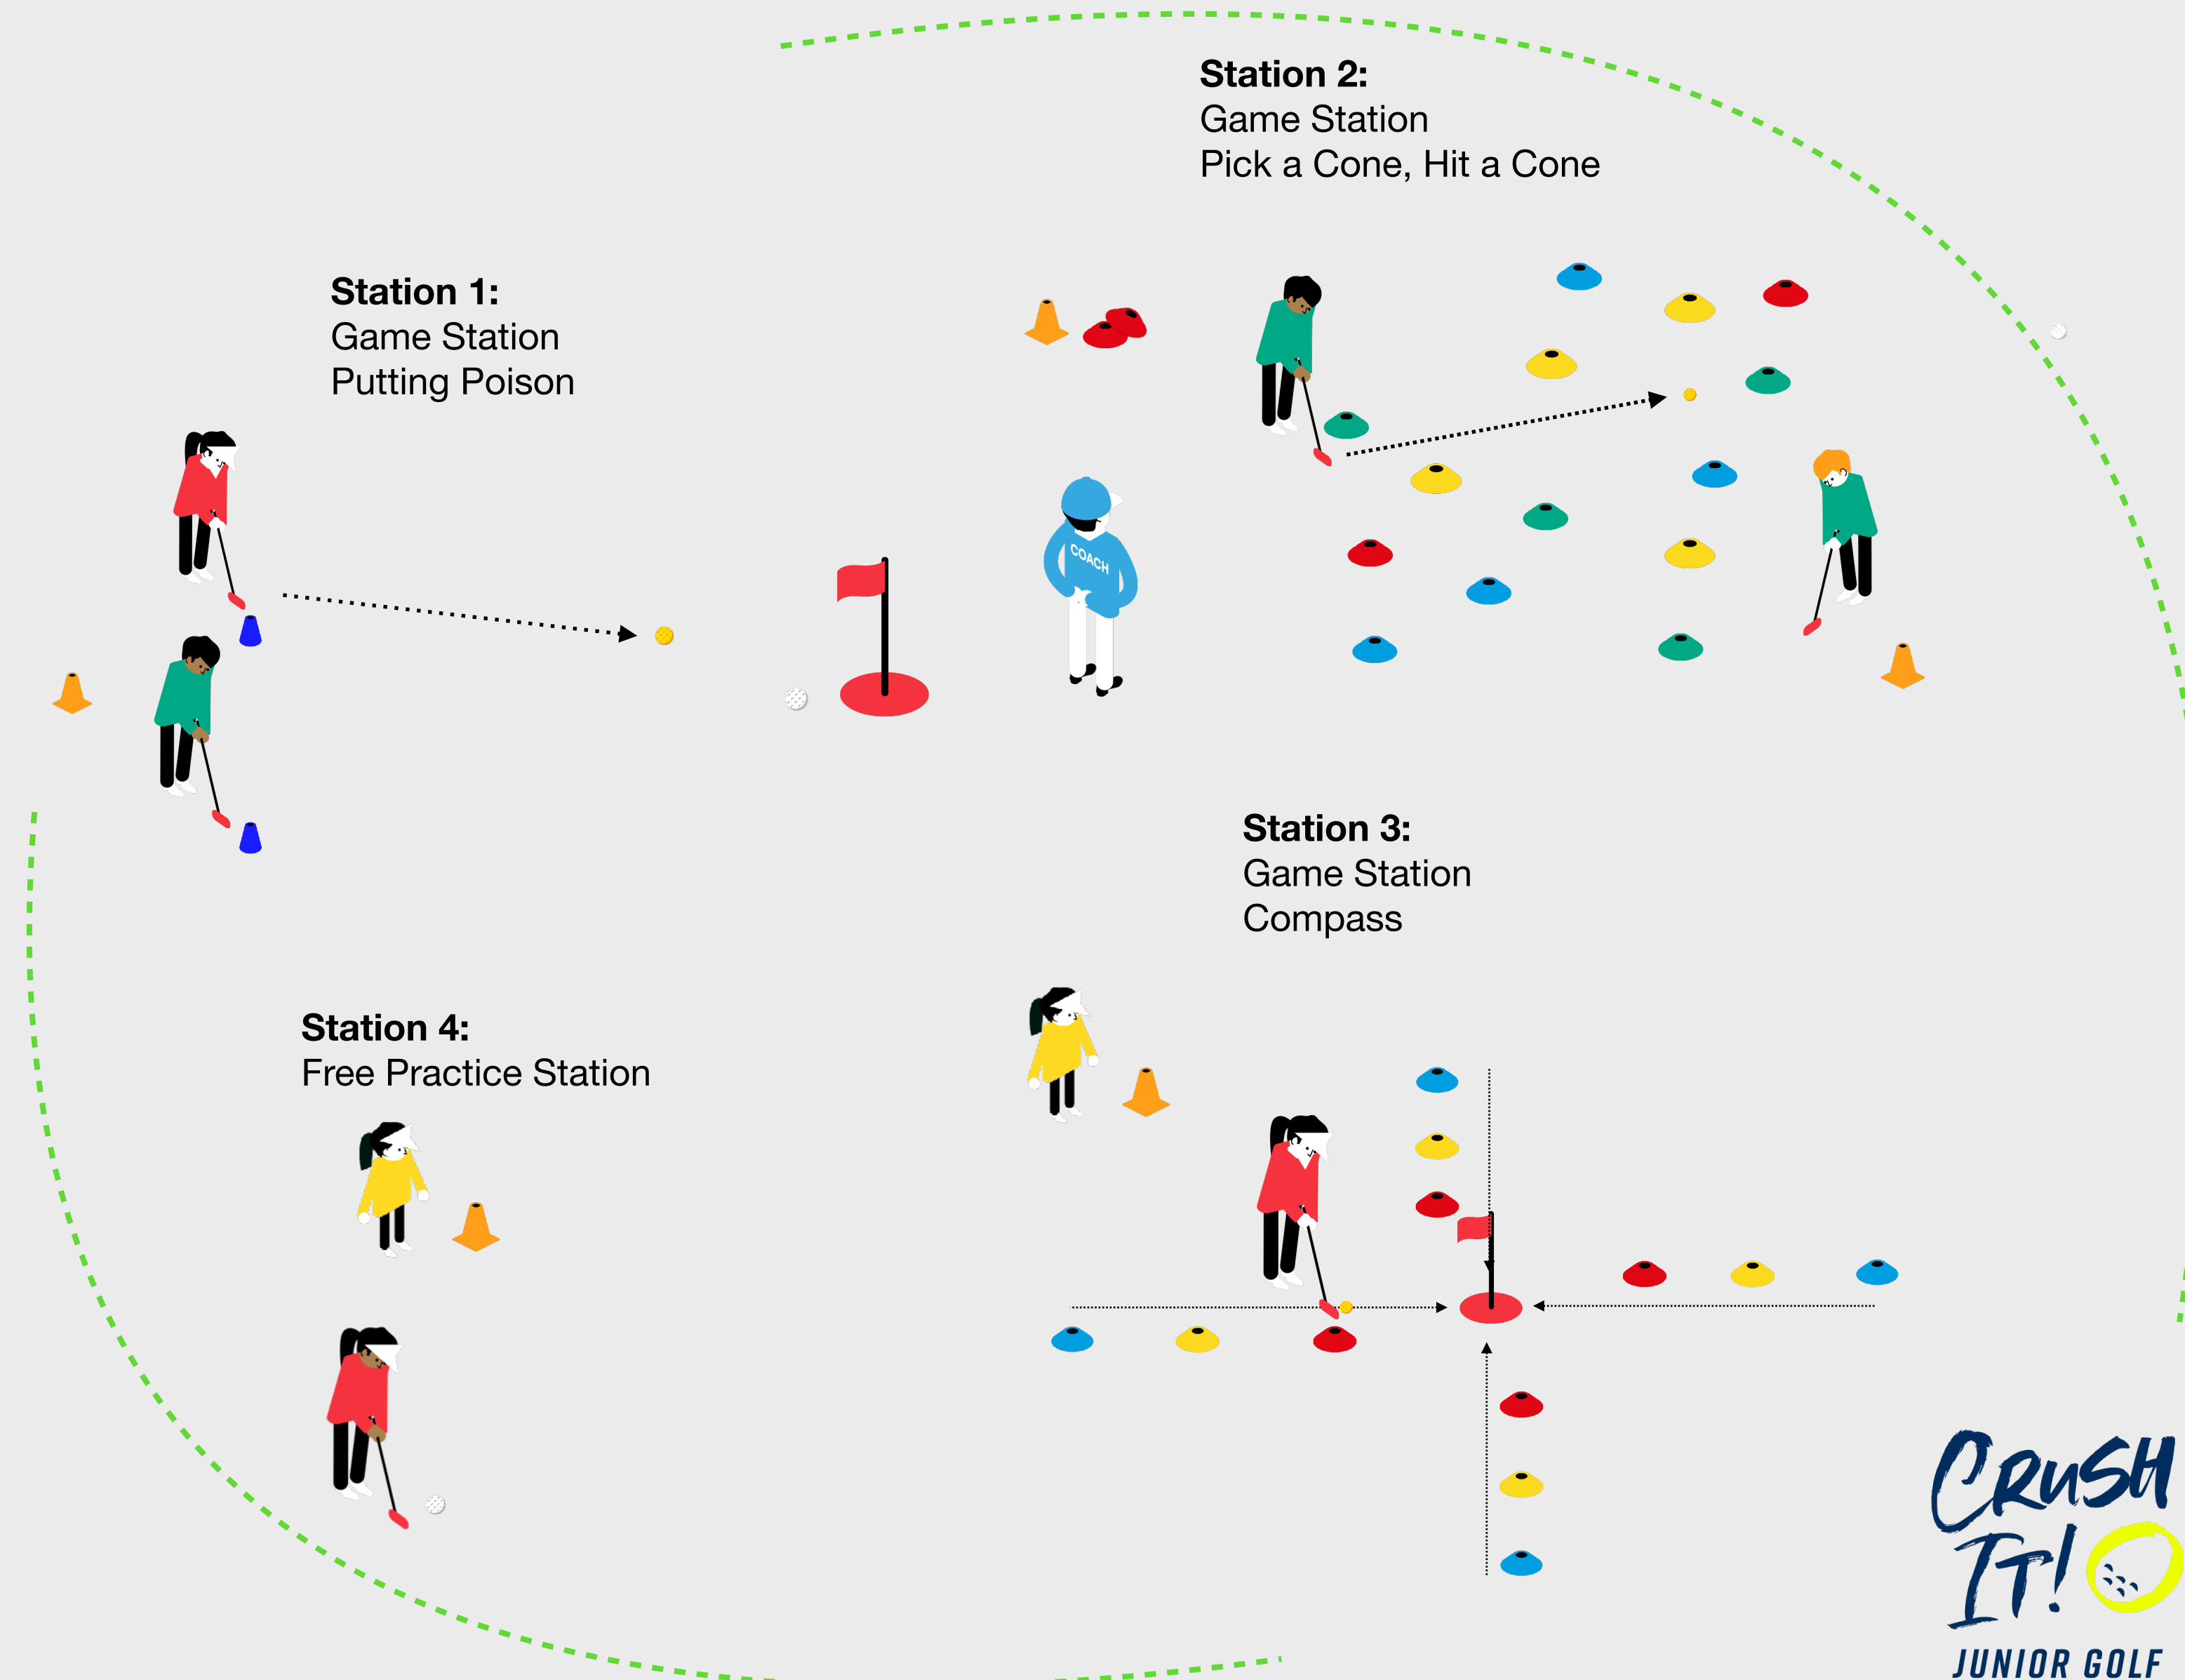 Station 1:
Game Station
Putting Poison
Station 2:
Game Station
Pick a Cone, Hit a Cone
COACH
Station 3:
Game Station
Compass
Station 4:
Free Practice Station
CRUSH
IT!
JUNIOR GOLF